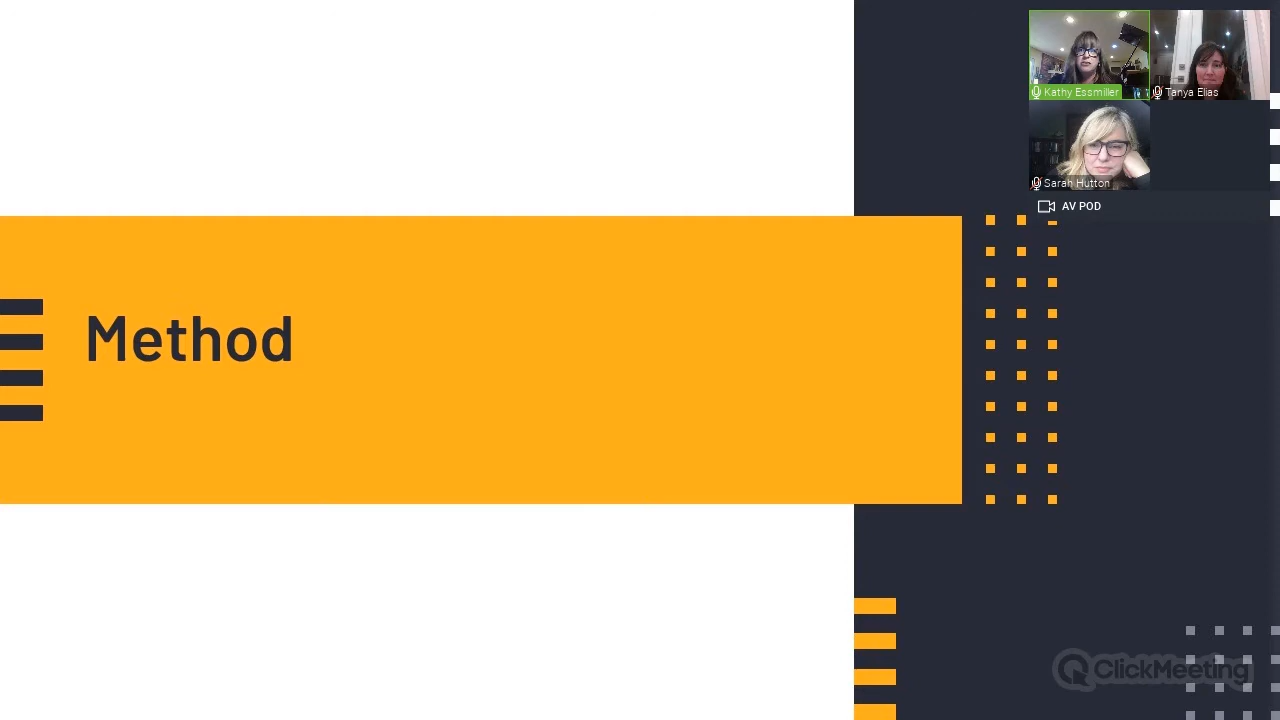 Kathy Essmiller
Tanya Elias
Sarah Hutton
AV POD
Method
ClickMeeting